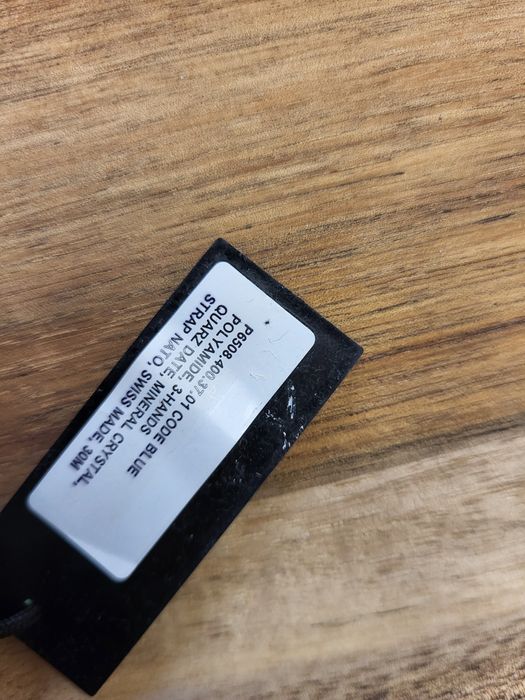 P6508.400.37.01 CODE BLUE
POLYAMIDE, 3-HANDS
QUARZ DATE, MINERAL CRYSTAL,
STRAP NATO, SWISS MADE, 30M